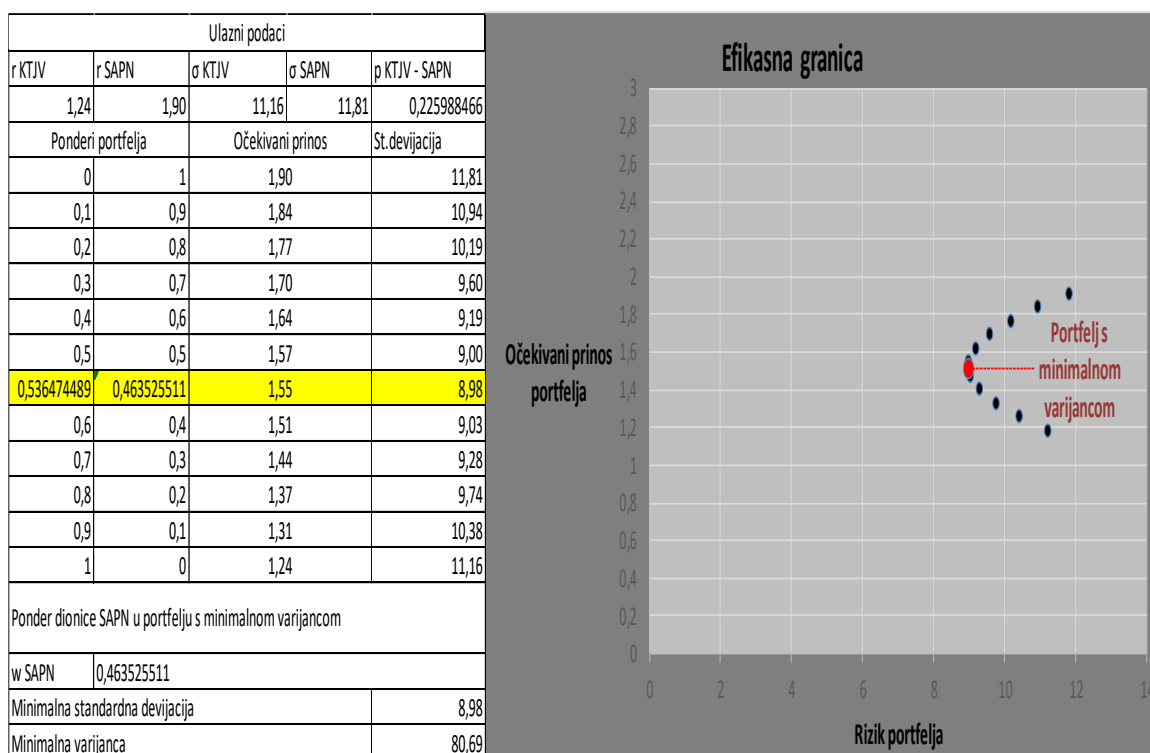 Ulazni podaci
r KTJV r SAPN σ KTJV σ SAPN p KTJV - SAPN
1,24 1,90 11,16 11,81 0,225988466
Ponderi portfelja Očekivani prinos St.devijacija
0 1 1,90 11,81
0,1 0,9 1,84 10,94
0,2 0,8 1,77 10,19
0,3 0,7 1,70 9,60
0,4 0,6 1,64 9,19
0,5 0,5 1,57 9,00
0,536474489 0,463525511 1,55 8,98
0,6 0,4 1,51 9,03
0,7 0,3 1,44 9,28
0,8 0,2 1,37 9,74
0,9 0,1 1,31 10,38
1 0 1,24 11,16
Ponder dionice SAPN u portfelju s minimalnom varijancom
w SAPN 0,463525511
Minimalna standardna devijacija 8,98
Minimalna varijanca 80,69
Efikasna granica
Očekivani prinos
portfelja
3
2,8
2,6
2,4
2,2
2
1,8
1,6
1,4
1,2
1
0,8
0,6
0,4
0,2
0
Portfelj s
minimalnom
varijancom
0 2 4 6 8 10 12 14
Rizik portfelja